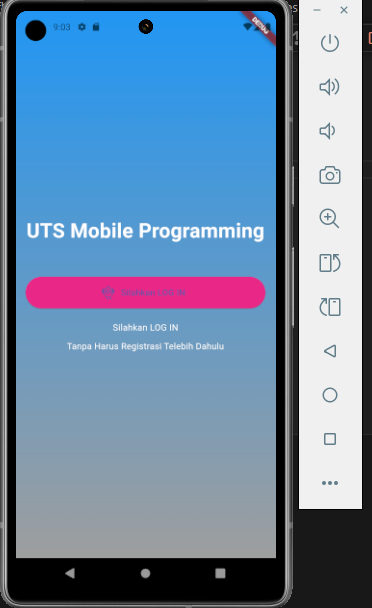 9:03
DEBUG
UTS Mobile Programming
Silahkan LOG IN
Silahkan LOG IN
Tanpa Harus Registrasi Telebih Dahulu